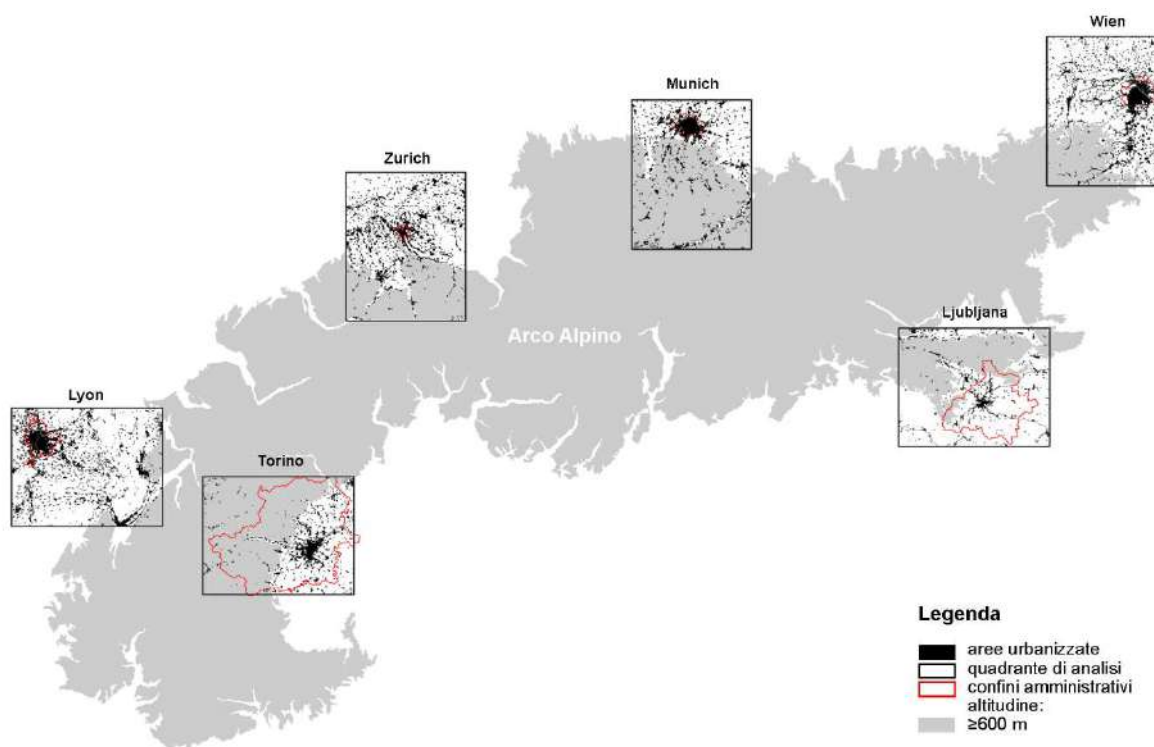 Wien
Munich
Zurich
Ljubljana
Arco Alpino
Lyon
Torino
Legenda
aree urbanizzate
quadrante di analisi
confini amministrativi
altitudine:
≥600 m